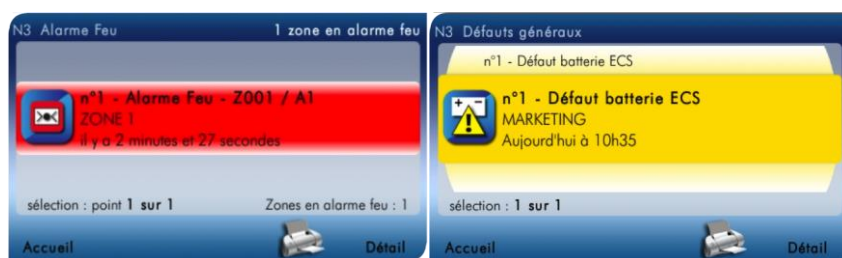 N3 Alarme Feu
1 zone en alarme feu
n°1 - Alarme Feu - Z001 / A1
ZONE 1
il y a 2 minutes et 27 secondes
sélection : point 1 sur 1
Zones en alarme feu : 1
Accueil
Détail
N3 Défauts généraux
n°1 - Défaut batterie ECS
n°1 - Défaut batterie ECS
MARKETING
Aujourd'hui à 10h35
sélection : 1 sur 1
Accueil
Détail